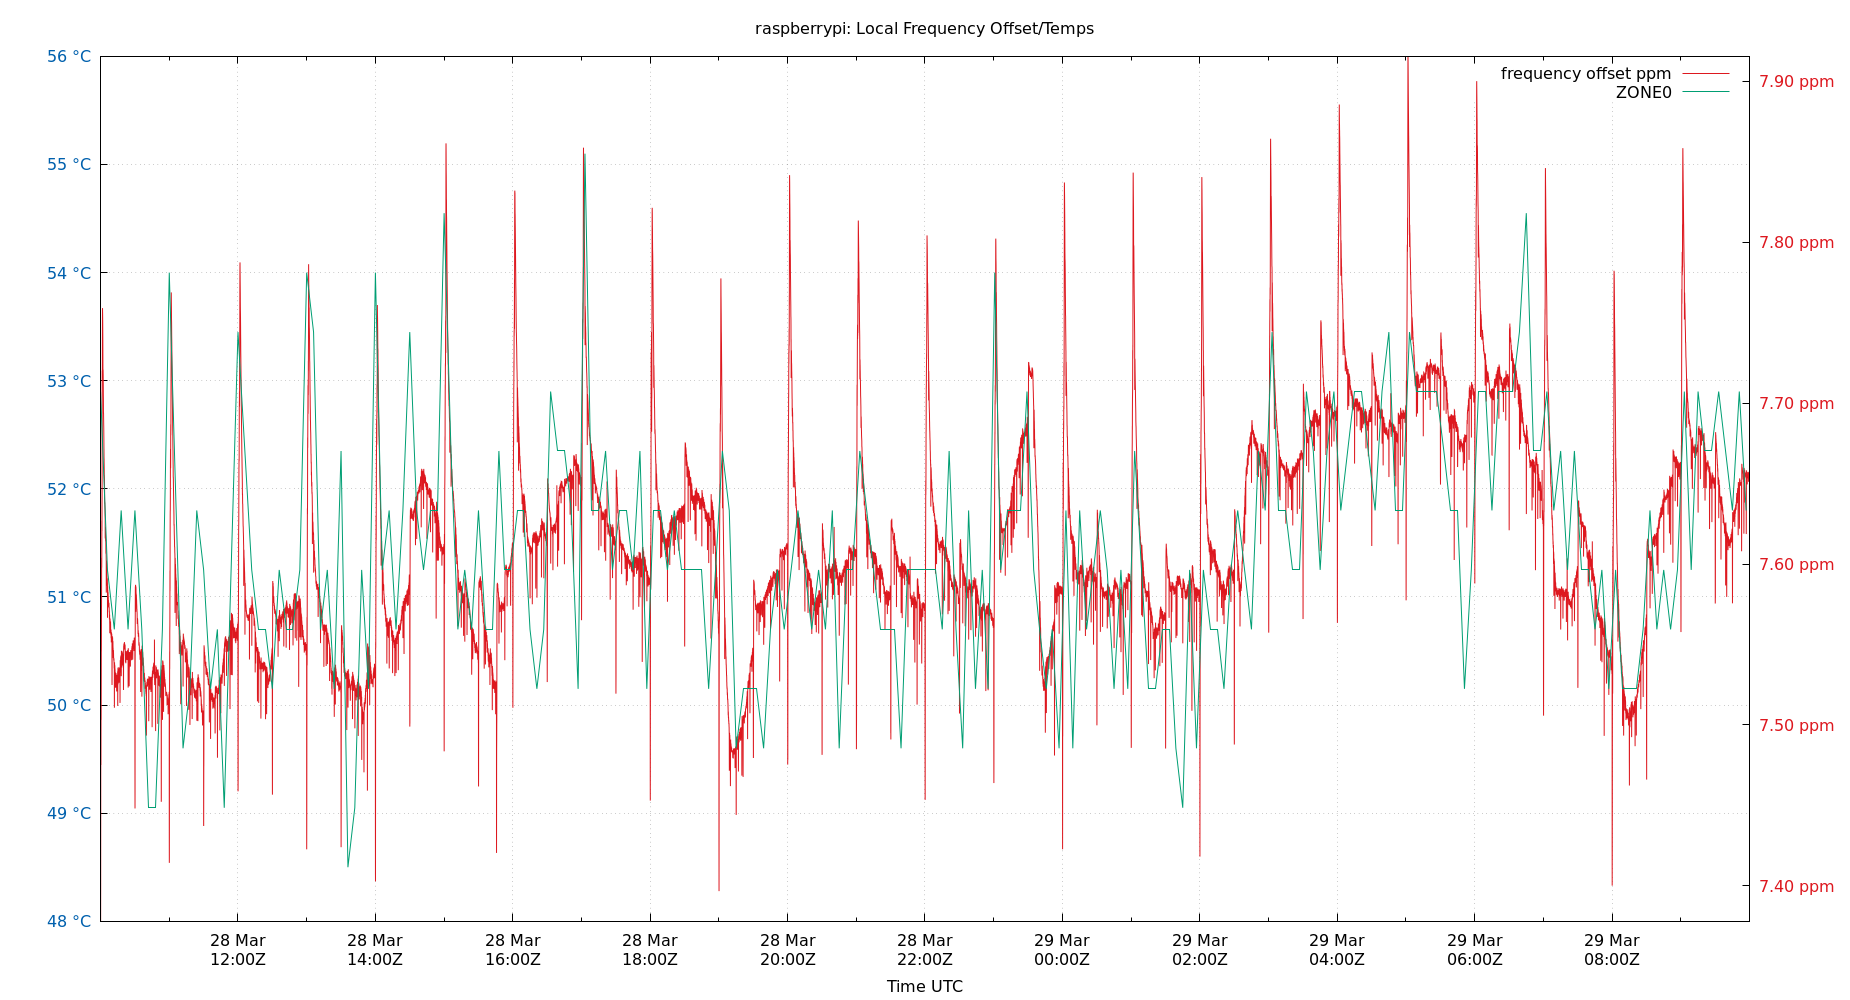 raspberrypi: Local Frequency Offset/Temps
frequency offset ppm
ZONE0
56 °C
55 °C
54 °C
53 °C
52 °C
51 °C
50 °C
49 °C
48 °C
7.90 ppm
7.80 ppm
7.70 ppm
7.60 ppm
7.50 ppm
7.40 ppm
28 Mar 28 Mar 28 Mar 28 Mar 28 Mar 28 Mar 29 Mar 29 Mar 29 Mar 29 Mar 29 Mar
12:00Z 14:00Z 16:00Z 18:00Z 20:00Z 22:00Z 00:00Z 02:00Z 04:00Z 06:00Z 08:00Z
Time UTC